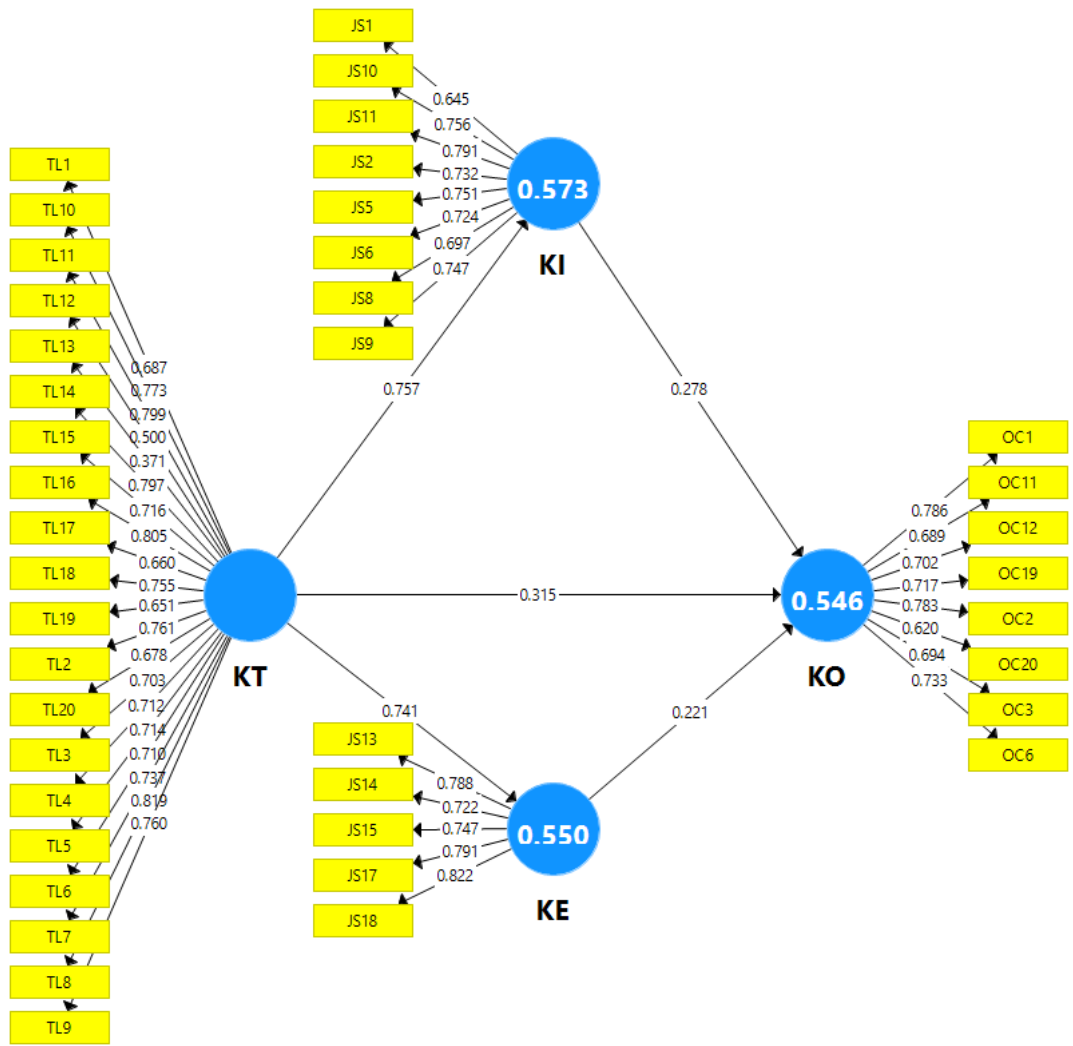 JS1
JS10
JS11
JS2
JS5
JS6
JS8
JS9
0.645
0.756
0.791
0.732
0.751
0.724
0.697
0.747
0.573
KI
TL1
TL10
TL11
TL12
TL13
TL14
TL15
TL16
TL17
TL18
TL19
TL2
TL20
TL3
TL4
TL5
TL6
TL7
TL8
TL9
0.687
0.773
0.799
0.500
0.371
0.797
0.716
0.805
0.660
0.755
0.651
0.761
0.678
0.703
0.712
0.714
0.710
0.737
0.819
0.760
KT
0.757
0.278
0.315
0.741
0.221
JS13
JS14
JS15
JS17
JS18
0.788
0.722
0.747
0.791
0.822
0.550
KE
0.546
KO
0.786
0.689
0.702
0.717
0.783
0.620
0.694
0.733
OC1
OC11
OC12
OC19
OC2
OC20
OC3
OC6